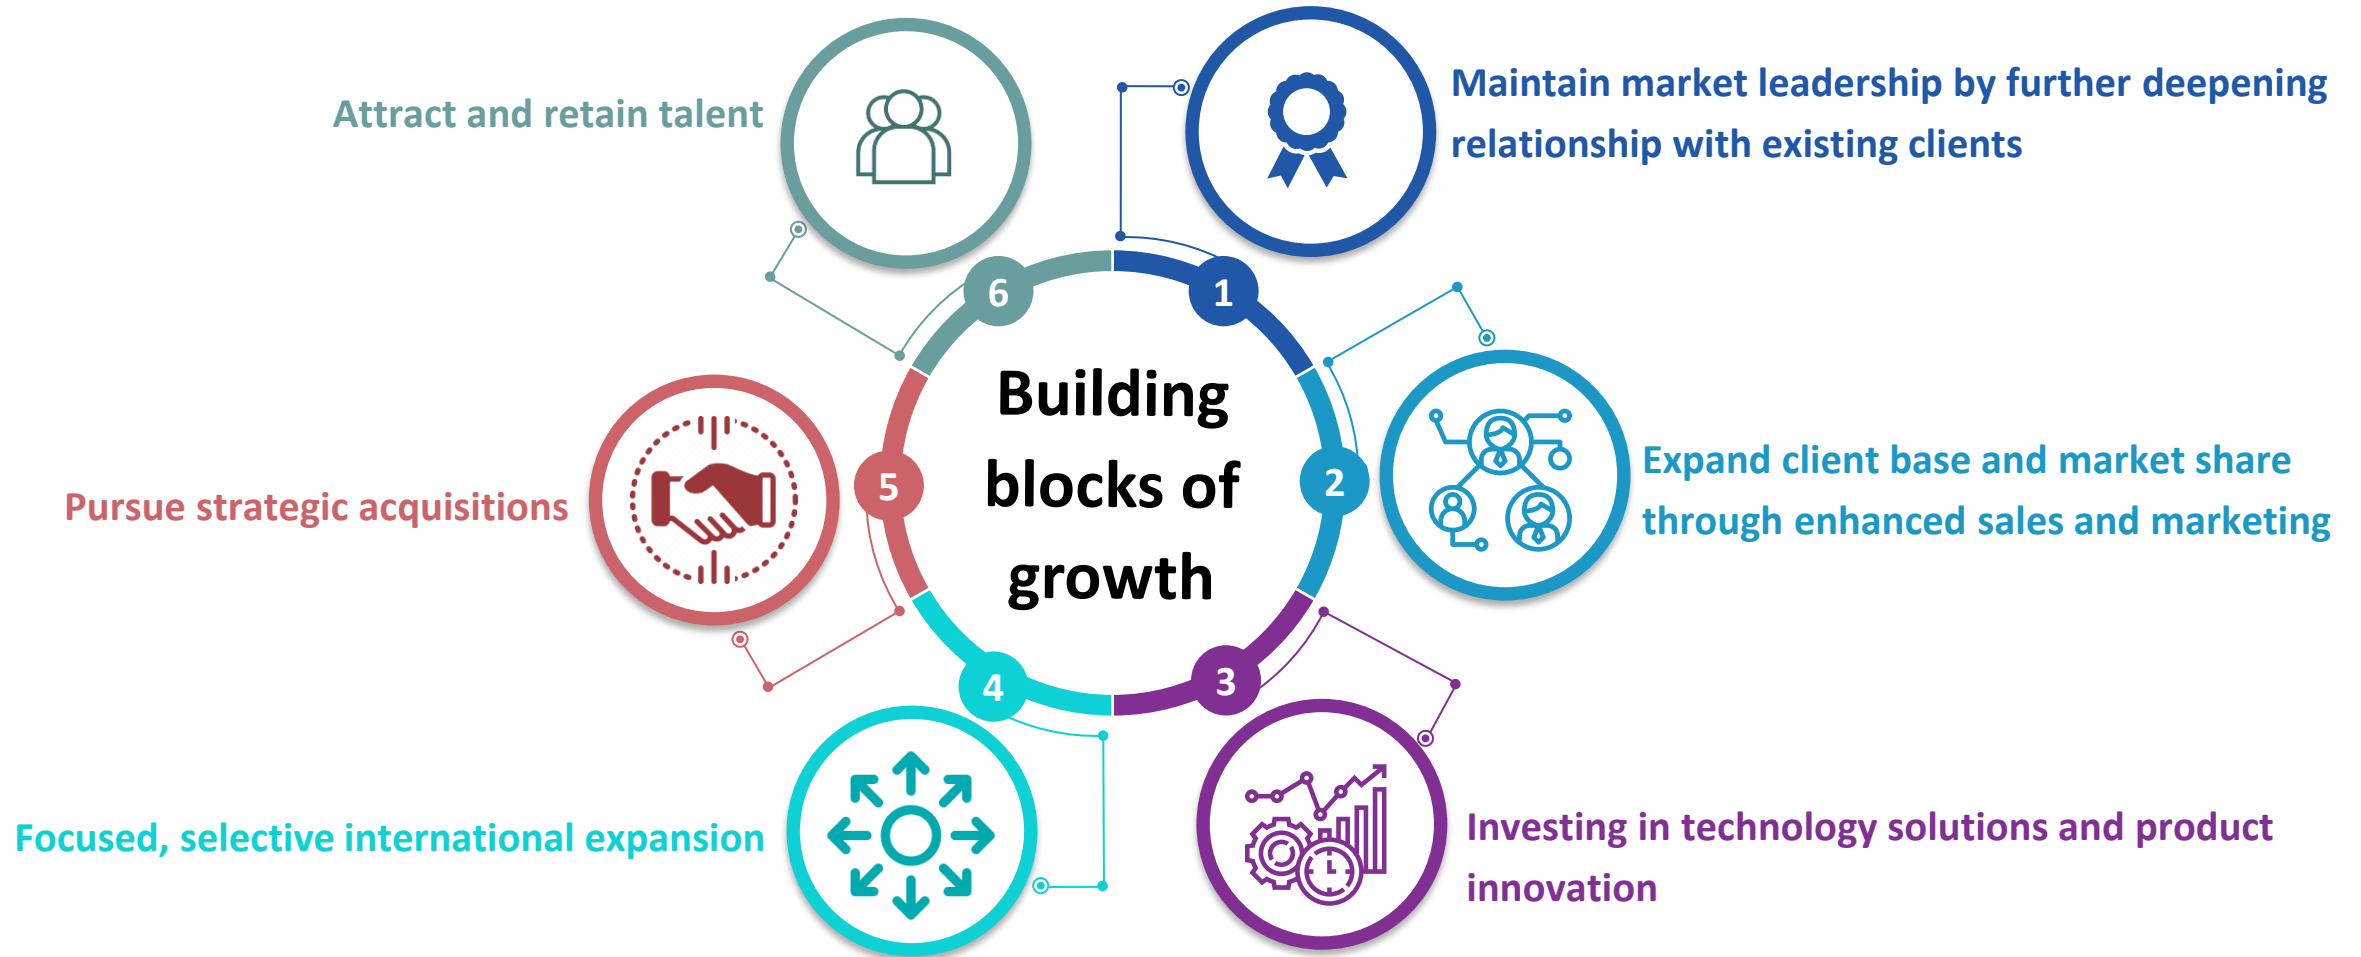 Building
blocks of
growth
1
Maintain market leadership by further deepening
relationship with existing clients
2
Expand client base and market share
through enhanced sales and marketing
3
Investing in technology solutions and product
innovation
4
Focused, selective international expansion
5
Pursue strategic acquisitions
6
Attract and retain talent